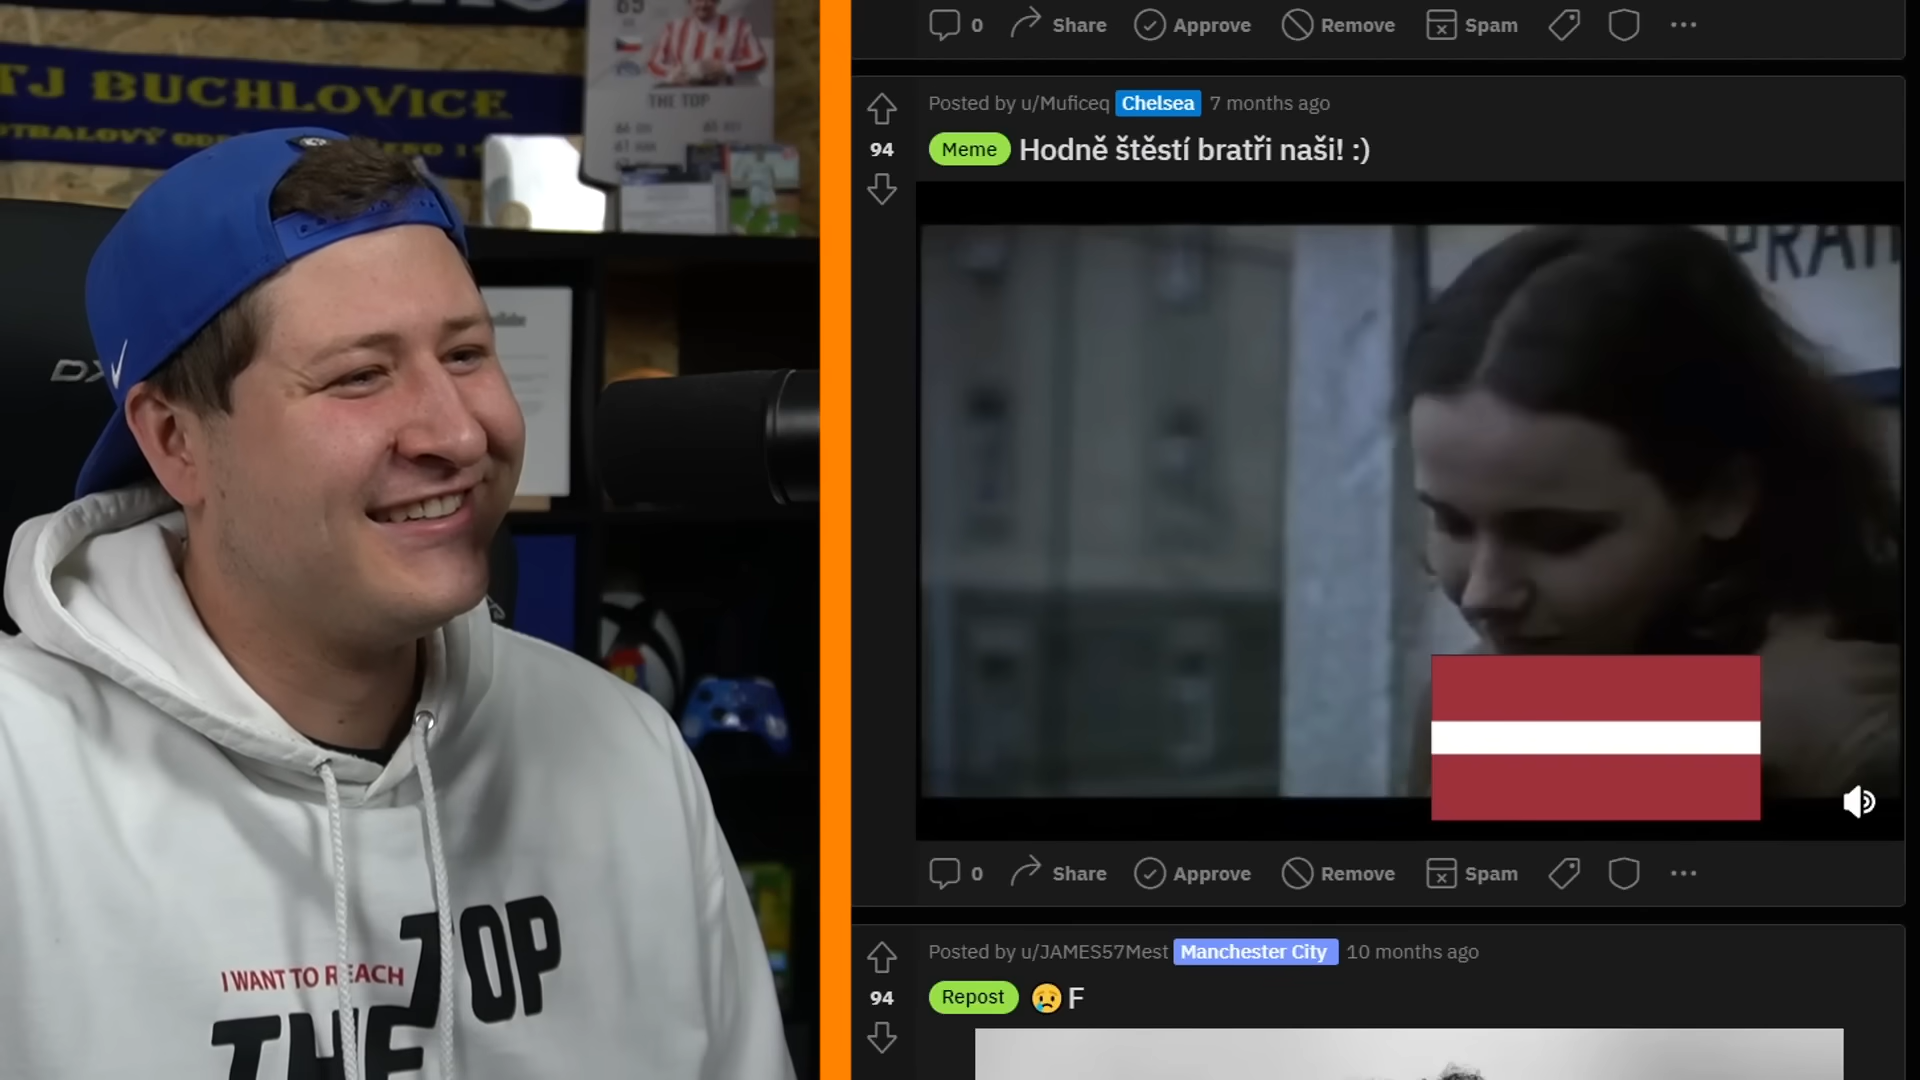 TJ BUCHLOVICE
THE TOP
I WANT TO REACH
THE TOP
0 Share Approve Remove Spam
Posted by u/Muficeq Chelsea 7 months ago
94
Meme Hodně štěstí bratři naši! :)
0 Share Approve Remove Spam
Posted by u/JAMES57Mest Manchester City 10 months ago
94
Repost 😢 F